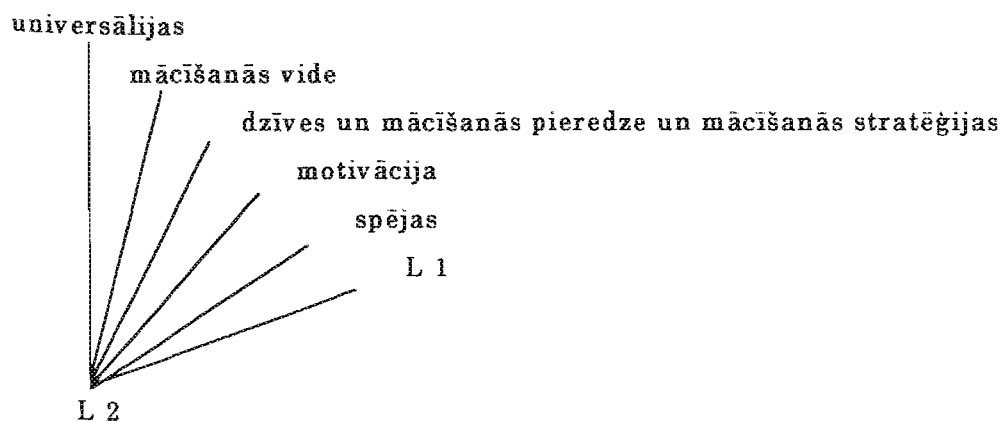 universālijas
mācīšanās vide
dzīves un mācīšanās pieredze un mācīšanās stratēģijas
motivācija
spējas
L 1
L 2